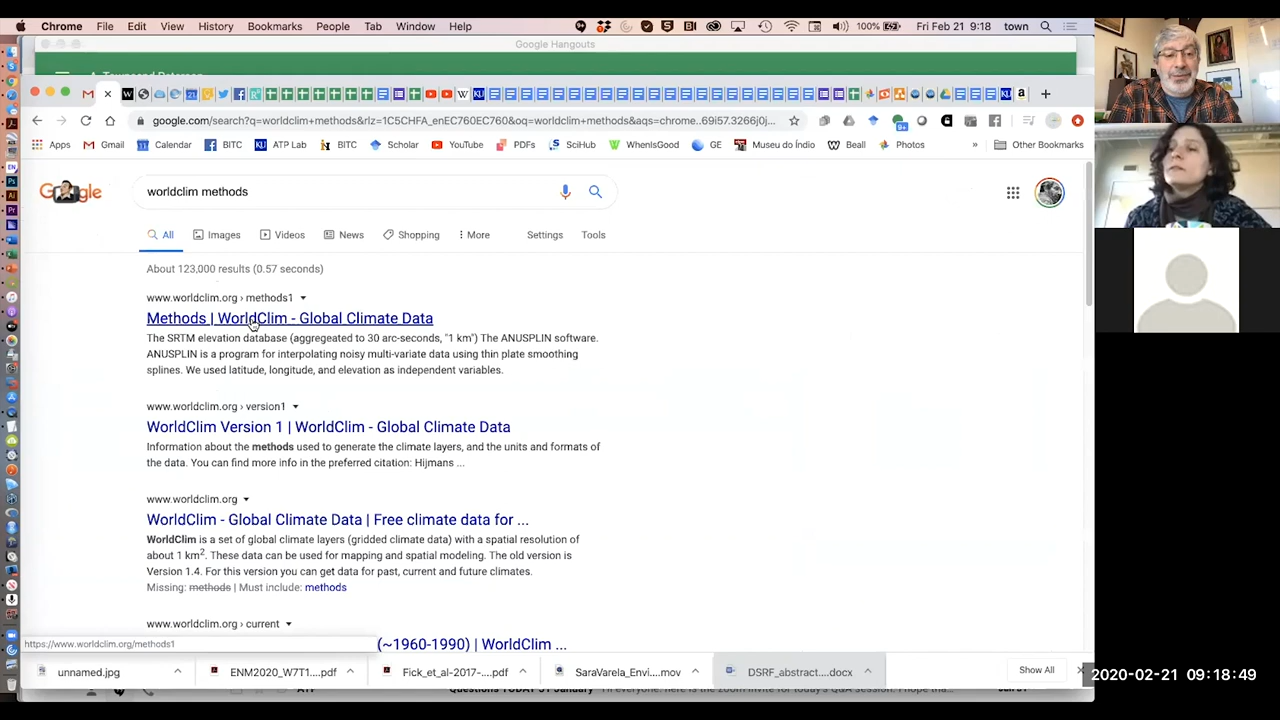 Chrome File Edit View History Bookmarks People Tab Window Help 100% Fri Feb 21 9:18 town
Google Hangouts
google.com/search?q=worldclim+methods&rlz=1C5CHFA_enEC760EC760&oq=worldclim+methods&aqs=chrome..69i57.3266j0j...
Apps Gmail Calendar BITC ATP Lab BITC Scholar YouTube PDFs SciHub WhenIsGood GE Museu do Índio Beall Photos » Other Bookmarks
worldclim methods
All Images Videos News Shopping More Settings Tools
About 123,000 results (0.57 seconds)
www.worldclim.org › methods1
Methods | WorldClim - Global Climate Data
The SRTM elevation database (aggregeated to 30 arc-seconds, "1 km") The ANUSPLIN software.
ANUSPLIN is a program for interpolating noisy multi-variate data using thin plate smoothing
splines. We used latitude, longitude, and elevation as independent variables.
www.worldclim.org › version1
WorldClim Version 1 | WorldClim - Global Climate Data
Information about the methods used to generate the climate layers, and the units and formats of
the data. You can find more info in the preferred citation: Hijmans ...
www.worldclim.org
WorldClim - Global Climate Data | Free climate data for ...
WorldClim is a set of global climate layers (gridded climate data) with a spatial resolution of
about 1 km². These data can be used for mapping and spatial modeling. The old version is
Version 1.4. For this version you can get data for past, current and future climates.
Missing: methods | Must include: methods
www.worldclim.org › current
(~1960-1990) | WorldClim ...
https://www.worldclim.org/methods1
unnamed.jpg ENM2020_W7T1....pdf Fick_et_al-2017-....pdf SaraVarela_Envi....mov DSRF_abstract....docx Show All
2020-02-21 09:18:49